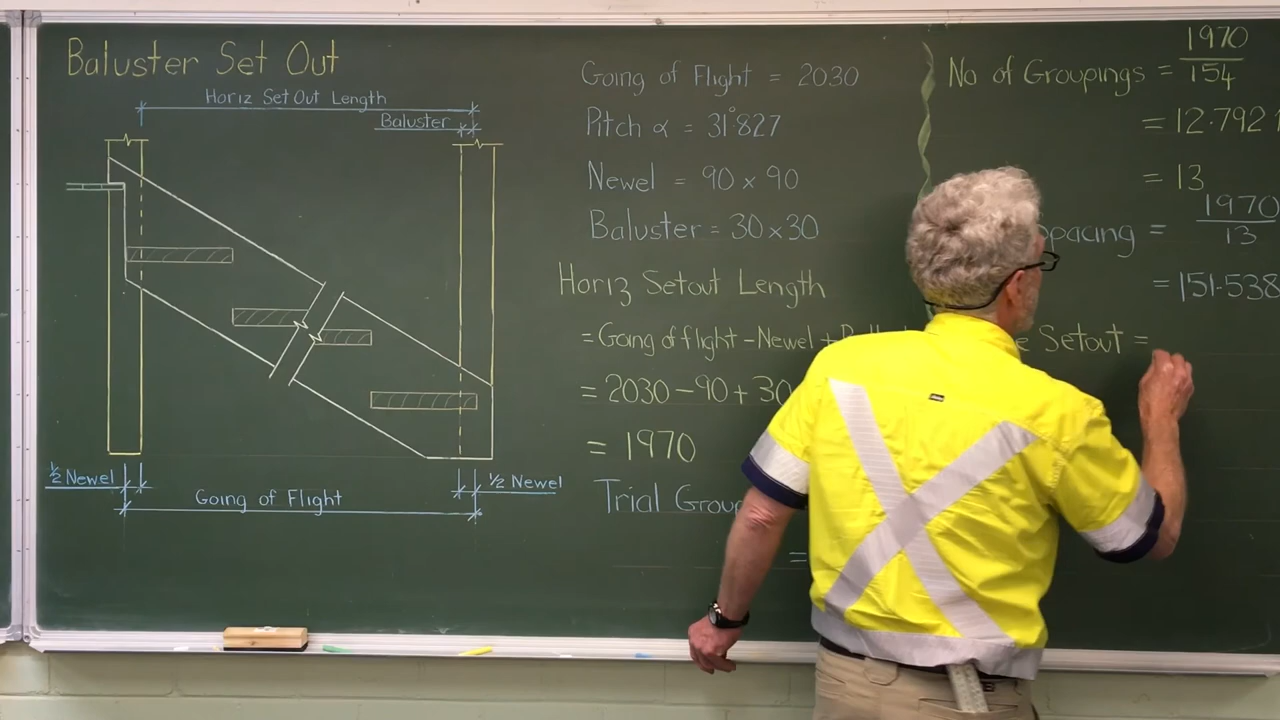 Baluster Set Out
Horiz Set Out Length
Baluster
½ Newel
Going of Flight
½ Newel
Going of Flight = 2030
Pitch α = 31°827
Newel = 90 x 90
Baluster = 30 x 30
Horiz Setout Length
= Going of flight - Newel +
= 2030 - 90 + 30
= 1970
Trial
=
No of Groupings = 1970/154
= 12.792
= 13
spacing = 1970/13
= 151.538
Setout =